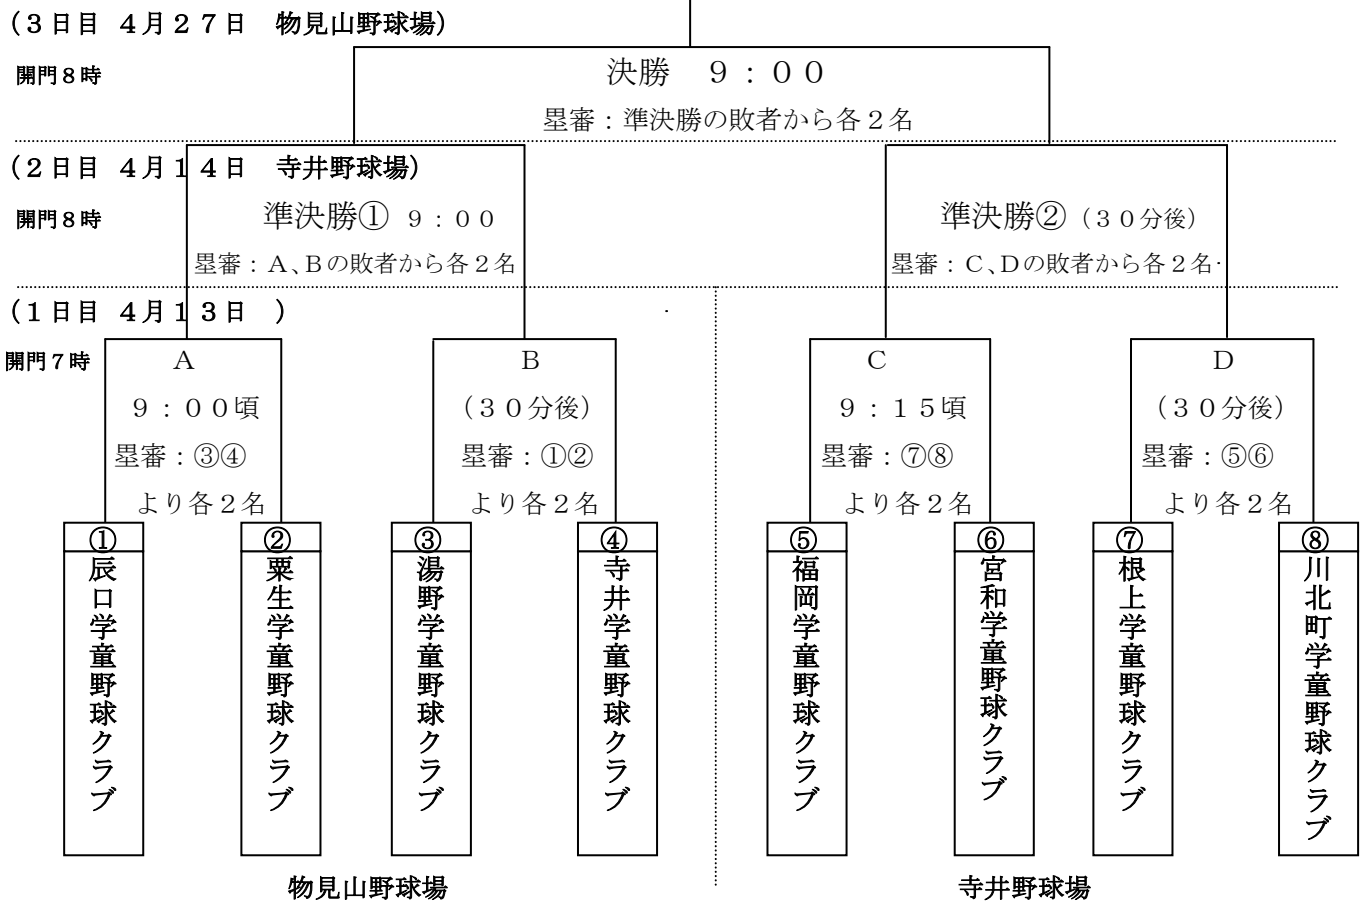 (３日目 ４月２７日 物見山野球場)
開門８時
決勝 ９：００
塁審：準決勝の敗者から各２名
(２日目 ４月１４日 寺井野球場)
開門８時
準決勝① ９：００
塁審：Ａ、Ｂの敗者から各２名
準決勝② （３０分後）
塁審：Ｃ、Ｄの敗者から各２名
(１日目 ４月１３日 )
開門７時
Ａ
９：００頃
塁審：③④
より各２名
Ｂ
（３０分後）
塁審：①②
より各２名
Ｃ
９：１５頃
塁審：⑦⑧
より各２名
Ｄ
（３０分後）
塁審：⑤⑥
より各２名
①
辰口学童野球クラブ
②
粟生学童野球クラブ
③
湯野学童野球クラブ
④
寺井学童野球クラブ
⑤
福岡学童野球クラブ
⑥
宮和学童野球クラブ
⑦
根上学童野球クラブ
⑧
川北町学童野球クラブ
物見山野球場
寺井野球場